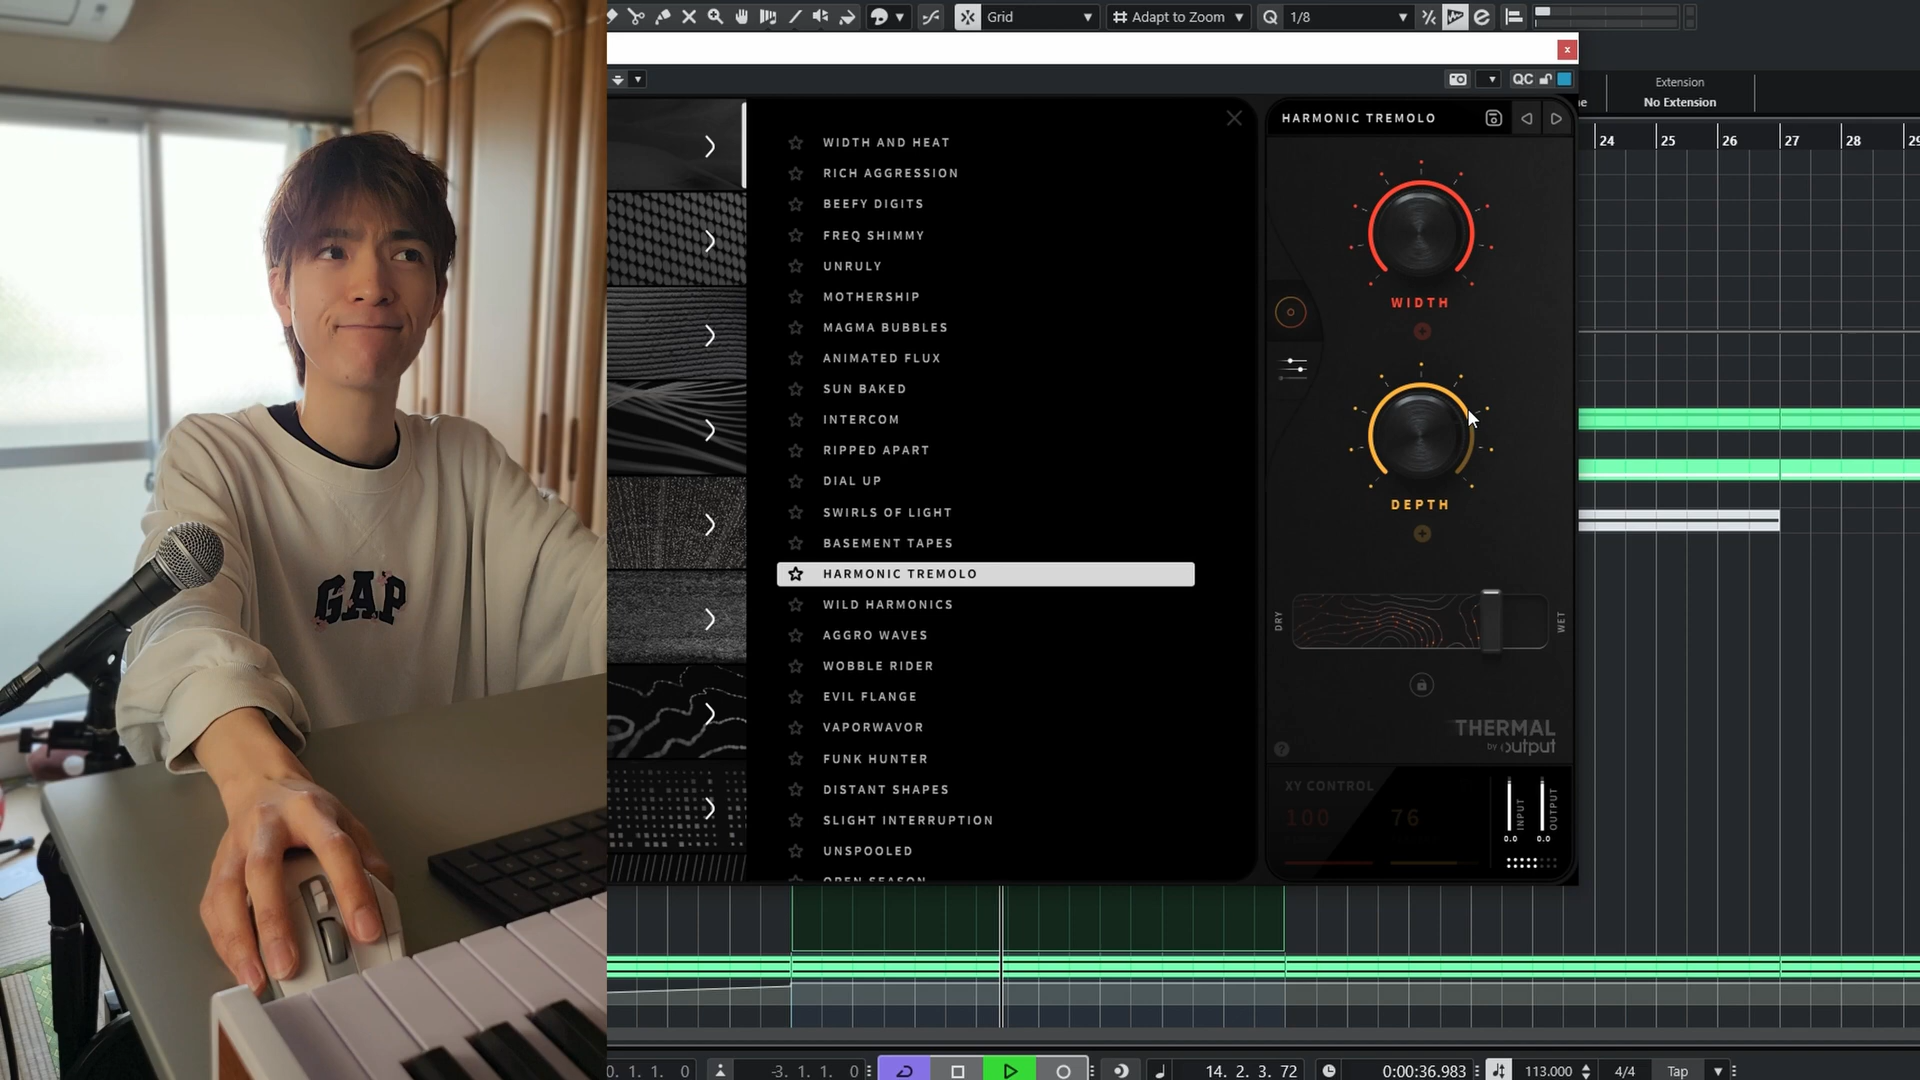 Grid
Adapt to Zoom
1/8
QC
Extension
No Extension
24 25 26 27 28 29
WIDTH AND HEAT
RICH AGGRESSION
BEEFY DIGITS
FREQ SHIMMY
UNRULY
MOTHERSHIP
MAGMA BUBBLES
ANIMATED FLUX
SUN BAKED
INTERCOM
RIPPED APART
DIAL UP
SWIRLS OF LIGHT
BASEMENT TAPES
HARMONIC TREMOLO
WILD HARMONICS
AGGRO WAVES
WOBBLE RIDER
EVIL FLANGE
VAPORWAVOR
FUNK HUNTER
DISTANT SHAPES
SLIGHT INTERRUPTION
UNSPOOLED
OPEN SEASON
HARMONIC TREMOLO
WIDTH
DEPTH
DRY
WET
THERMAL
by output
XY CONTROL
100 76
INPUT
OUTPUT
0.0 0.0
GAP
0. 1. 1. 0
-3. 1. 1. 0
14. 2. 3. 72
0:00:36.983
113.000
4/4
Tap